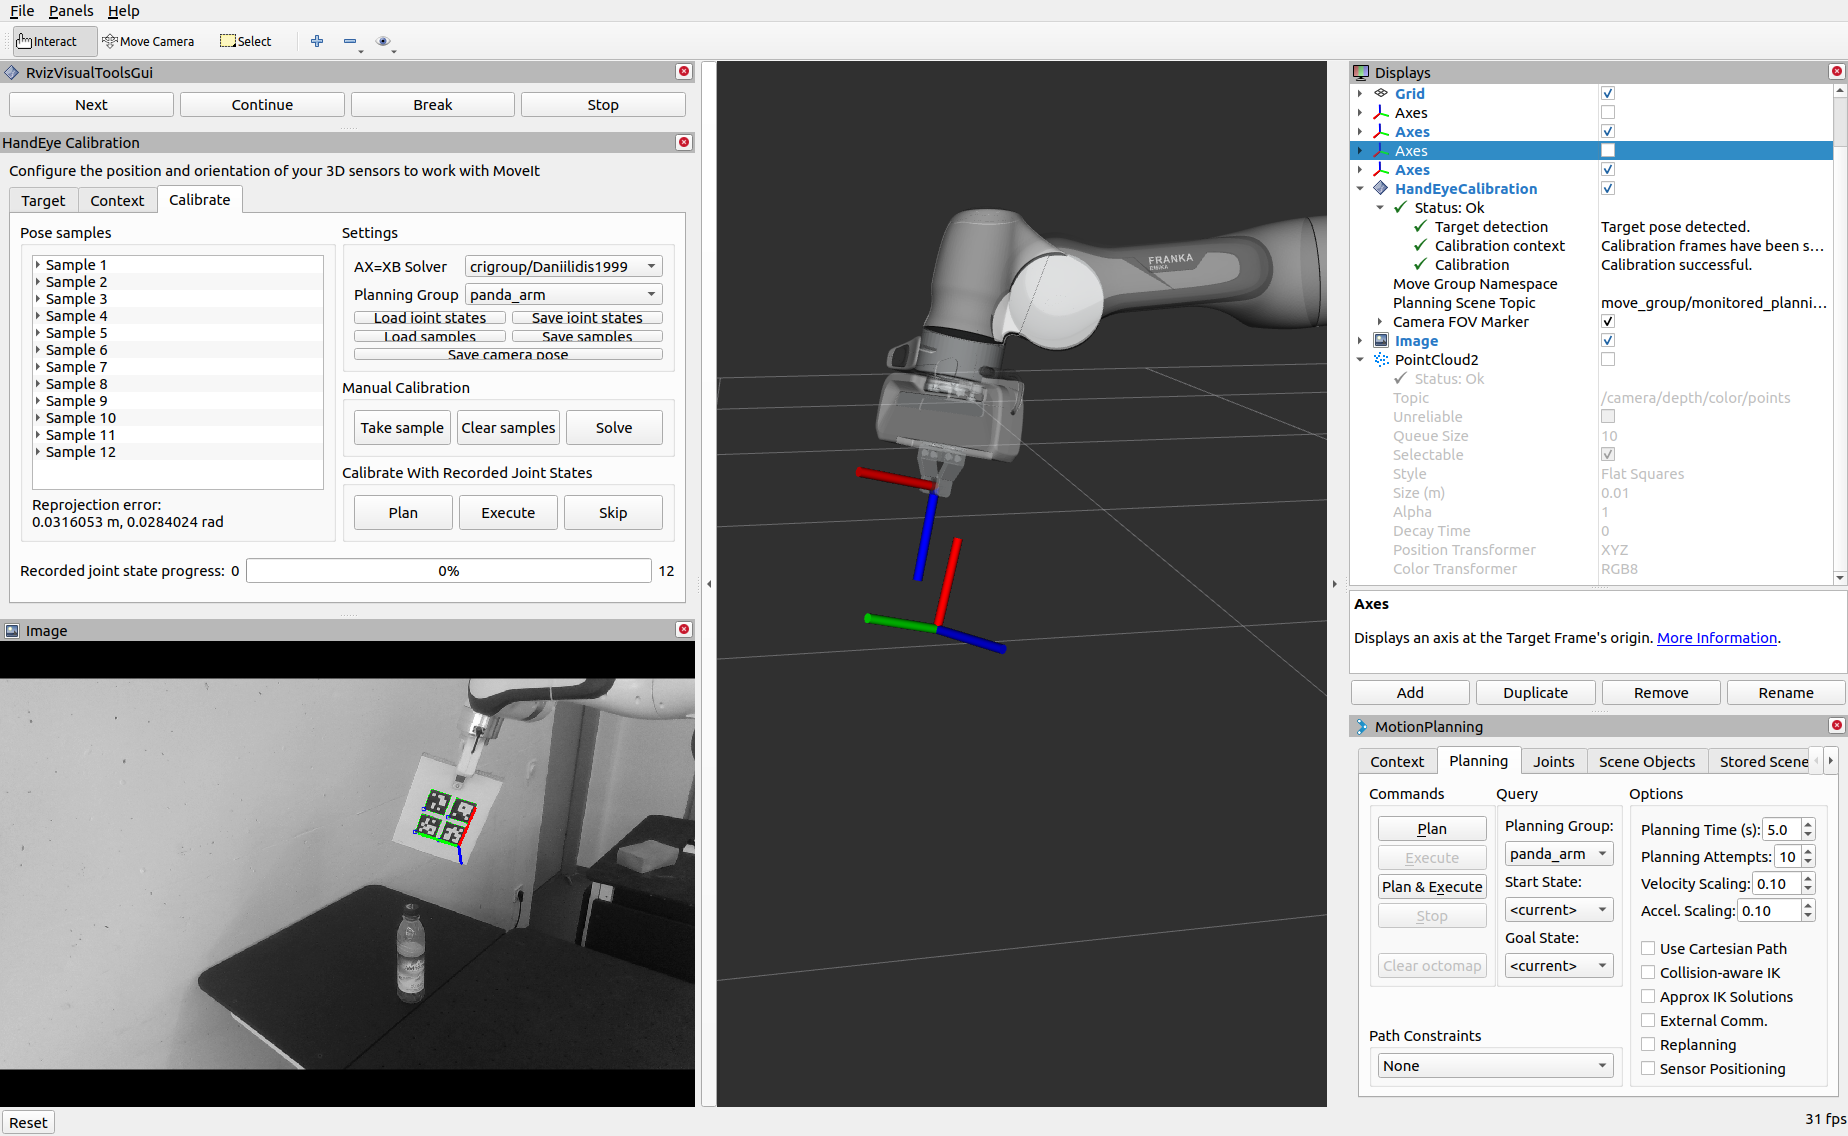 File Panels Help
Interact Move Camera Select
RvizVisualToolsGui
Next Continue Break Stop
HandEye Calibration
Configure the position and orientation of your 3D sensors to work with MoveIt
Target Context Calibrate
Pose samples
Sample 1
Sample 2
Sample 3
Sample 4
Sample 5
Sample 6
Sample 7
Sample 8
Sample 9
Sample 10
Sample 11
Sample 12
Reprojection error:
0.0316053 m, 0.0284024 rad
Settings
AX=XB Solver crigroup/Daniilidis1999
Planning Group panda_arm
Load joint states Save joint states
Load samples Save samples
Save camera pose
Manual Calibration
Take sample Clear samples Solve
Calibrate With Recorded Joint States
Plan Execute Skip
Recorded joint state progress: 0 0% 12
Image
Reset
FRANKA
EMIKA
Displays
Grid
Axes
Axes
Axes
Axes
HandEyeCalibration
Status: Ok
Target detection Target pose detected.
Calibration context Calibration frames have been s...
Calibration Calibration successful.
Move Group Namespace
Planning Scene Topic move_group/monitored_planni...
Camera FOV Marker
Image
PointCloud2
Status: Ok
Topic /camera/depth/color/points
Unreliable
Queue Size 10
Selectable
Style Flat Squares
Size (m) 0.01
Alpha 1
Decay Time 0
Position Transformer XYZ
Color Transformer RGB8
Axes
Displays an axis at the Target Frame's origin. More Information.
Add Duplicate Remove Rename
MotionPlanning
Context Planning Joints Scene Objects Stored Scene
Commands
Plan
Execute
Plan & Execute
Stop
Clear octomap
Query
Planning Group:
panda_arm
Start State:
<current>
Goal State:
<current>
Options
Planning Time (s): 5.0
Planning Attempts: 10
Velocity Scaling: 0.10
Accel. Scaling: 0.10
Use Cartesian Path
Collision-aware IK
Approx IK Solutions
External Comm.
Replanning
Sensor Positioning
Path Constraints
None
31 fps